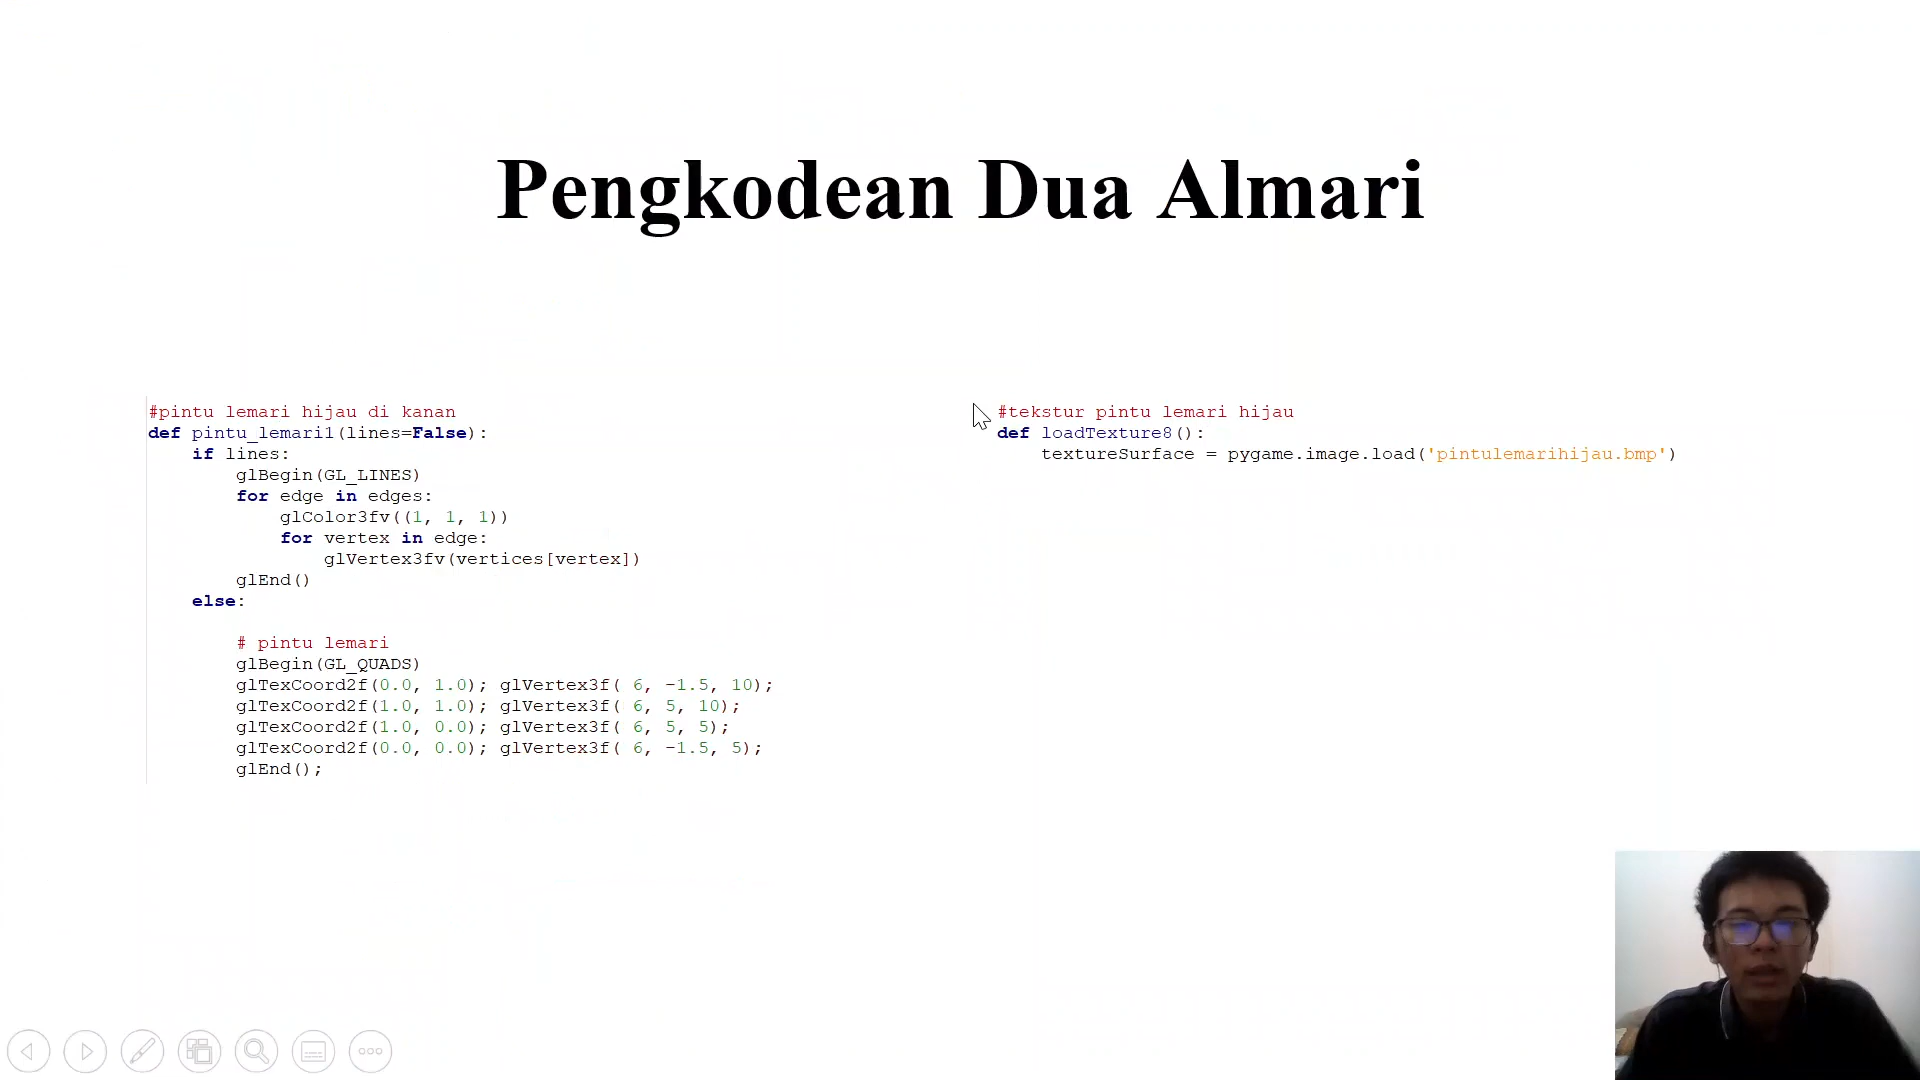 Pengkodean Dua Almari
#pintu lemari hijau di kanan
def pintu_lemari1(lines=False):
    if lines:
        glBegin(GL_LINES)
        for edge in edges:
            glColor3fv((1, 1, 1))
            for vertex in edge:
                glVertex3fv(vertices[vertex])
        glEnd()
    else:
        # pintu lemari
        glBegin(GL_QUADS)
        glTexCoord2f(0.0, 1.0); glVertex3f( 6, -1.5, 10);
        glTexCoord2f(1.0, 1.0); glVertex3f( 6, 5, 10);
        glTexCoord2f(1.0, 0.0); glVertex3f( 6, 5, 5);
        glTexCoord2f(0.0, 0.0); glVertex3f( 6, -1.5, 5);
        glEnd();
#tekstur pintu lemari hijau
def loadTexture8():
    textureSurface = pygame.image.load('pintulemarihijau.bmp')